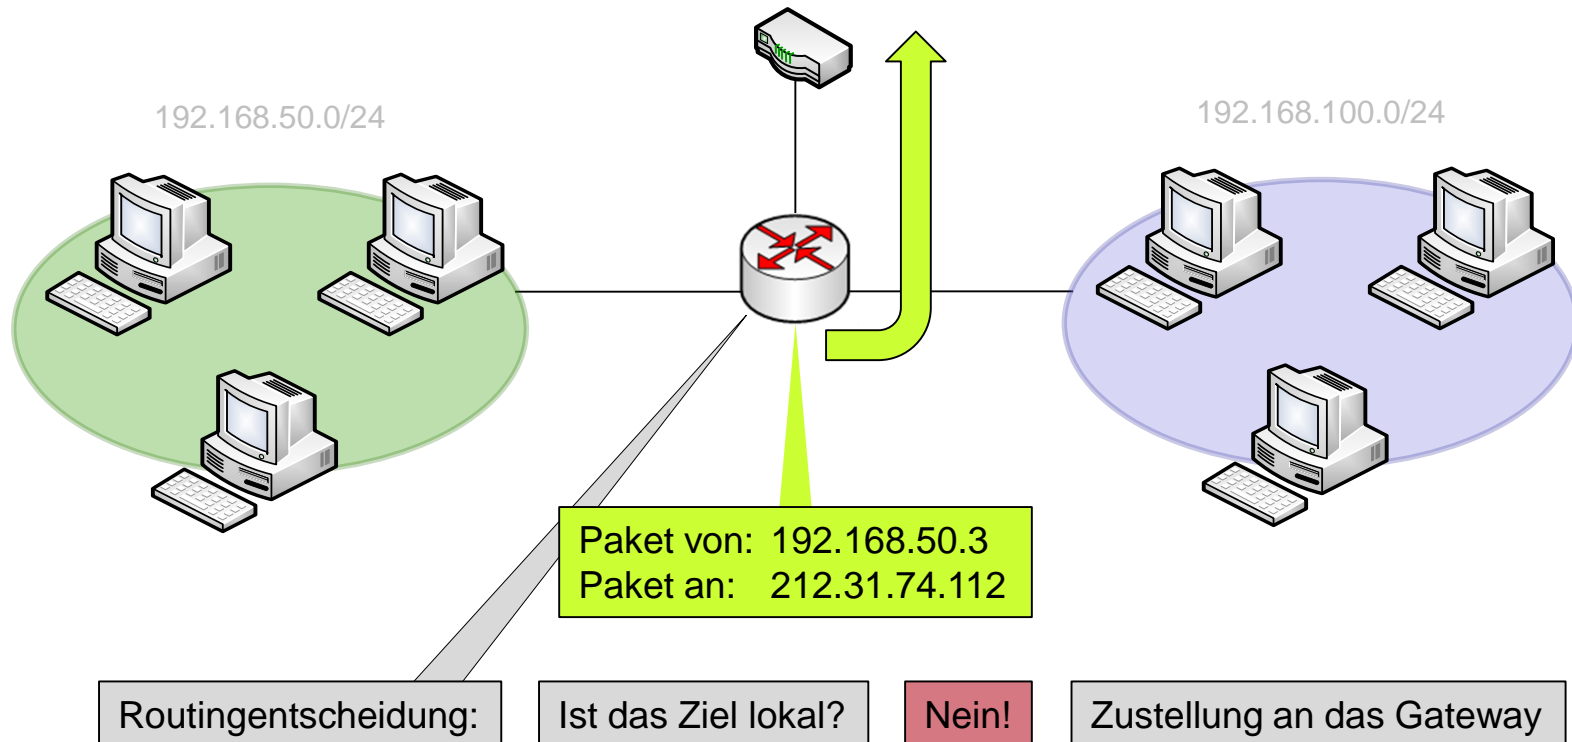 192.168.50.0/24
192.168.100.0/24
Paket von: 192.168.50.3
Paket an: 212.31.74.112
Routingentscheidung:
Ist das Ziel lokal?
Nein!
Zustellung an das Gateway